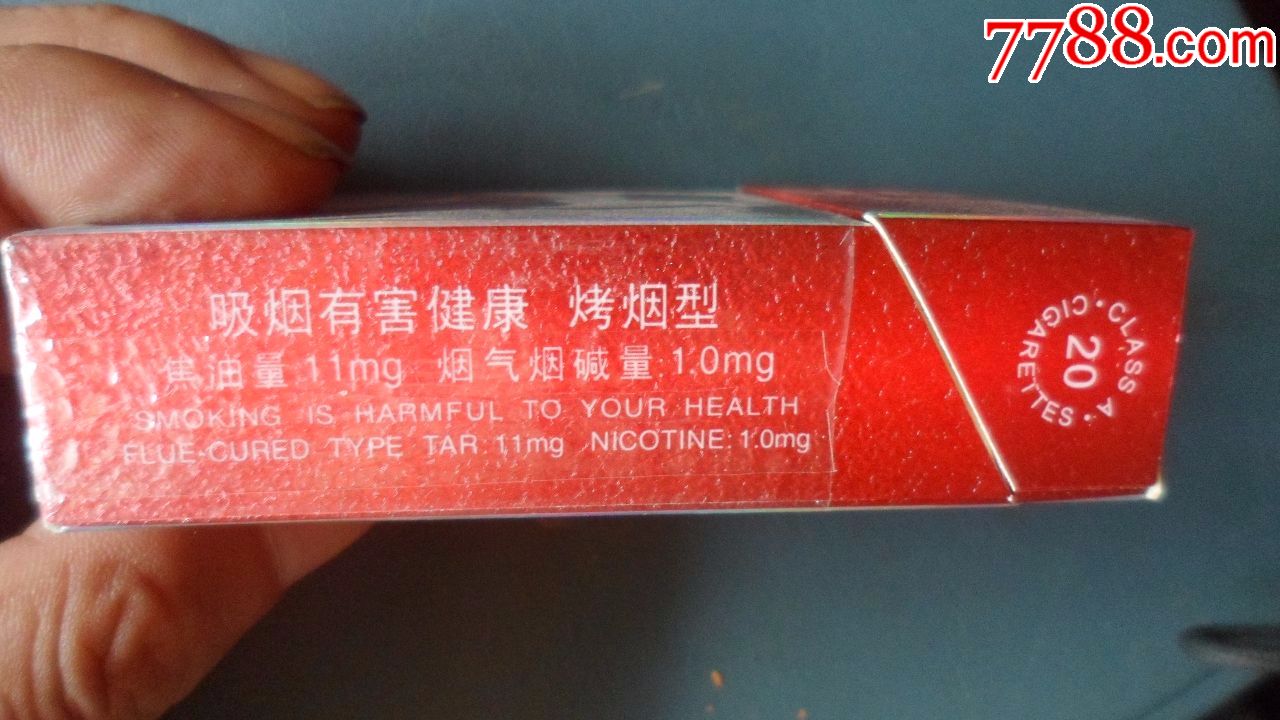 7788.com
吸烟有害健康 烤烟型
焦油量 11mg 烟气烟碱量:1.0mg
SMOKING IS HARMFUL TO YOUR HEALTH
FLUE-CURED TYPE TAR 11mg NICOTINE:1.0mg
·CLASS A
20
CIGARETTES·